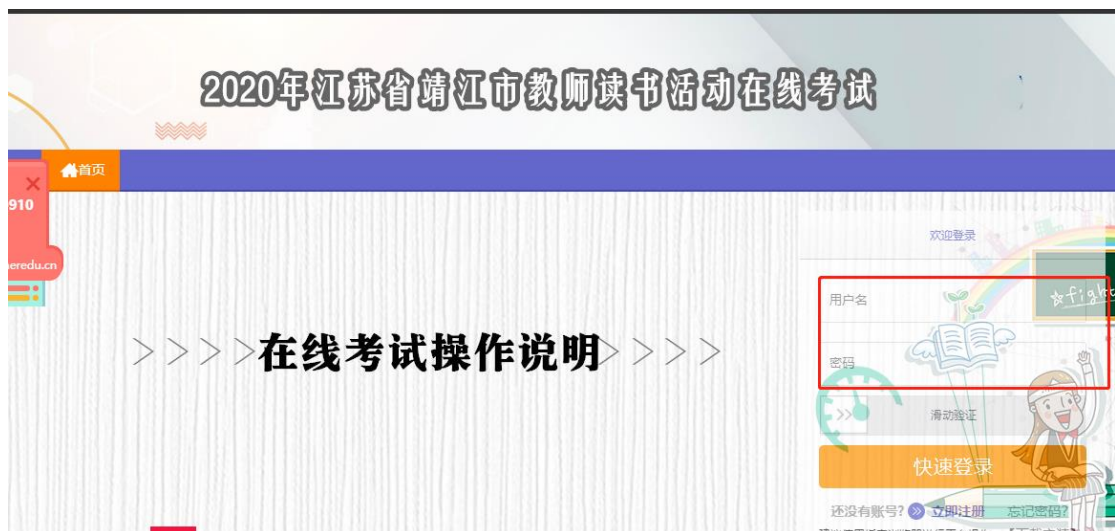 2020年江苏省靖江市教师读书活动在线考试
首页
910
eredu.cn
欢迎登录
用户名
☆fight
密码
>>>>在线考试操作说明>>>>
>> 滑动验证
快速登录
还没有账号? 立即注册 忘记密码?